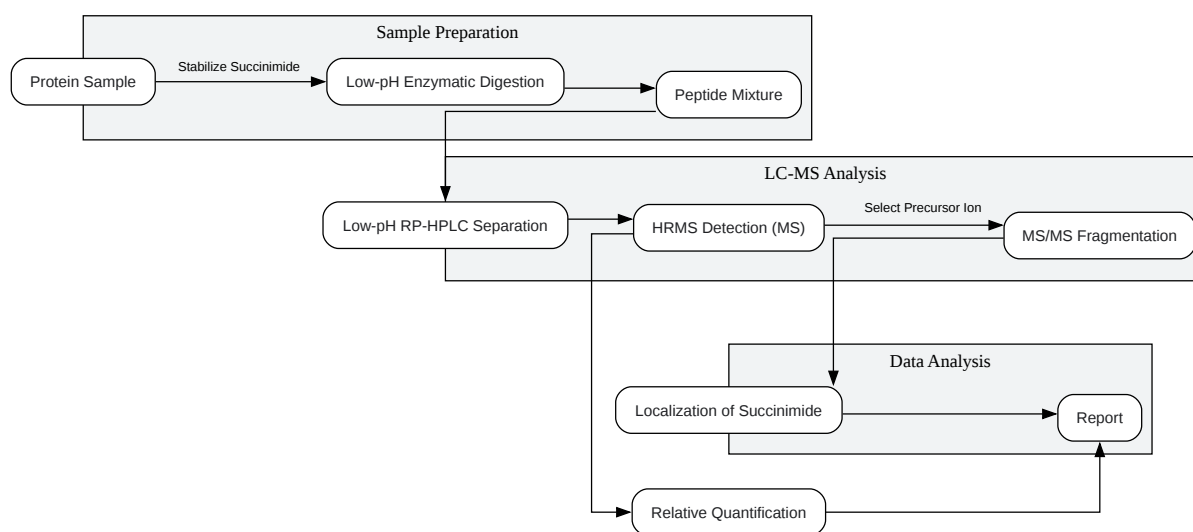 Sample Preparation
Protein Sample
Stabilize Succinimide
Low-pH Enzymatic Digestion
Peptide Mixture
LC-MS Analysis
Low-pH RP-HPLC Separation
HRMS Detection (MS)
Select Precursor Ion
MS/MS Fragmentation
Data Analysis
Localization of Succinimide
Report
Relative Quantification